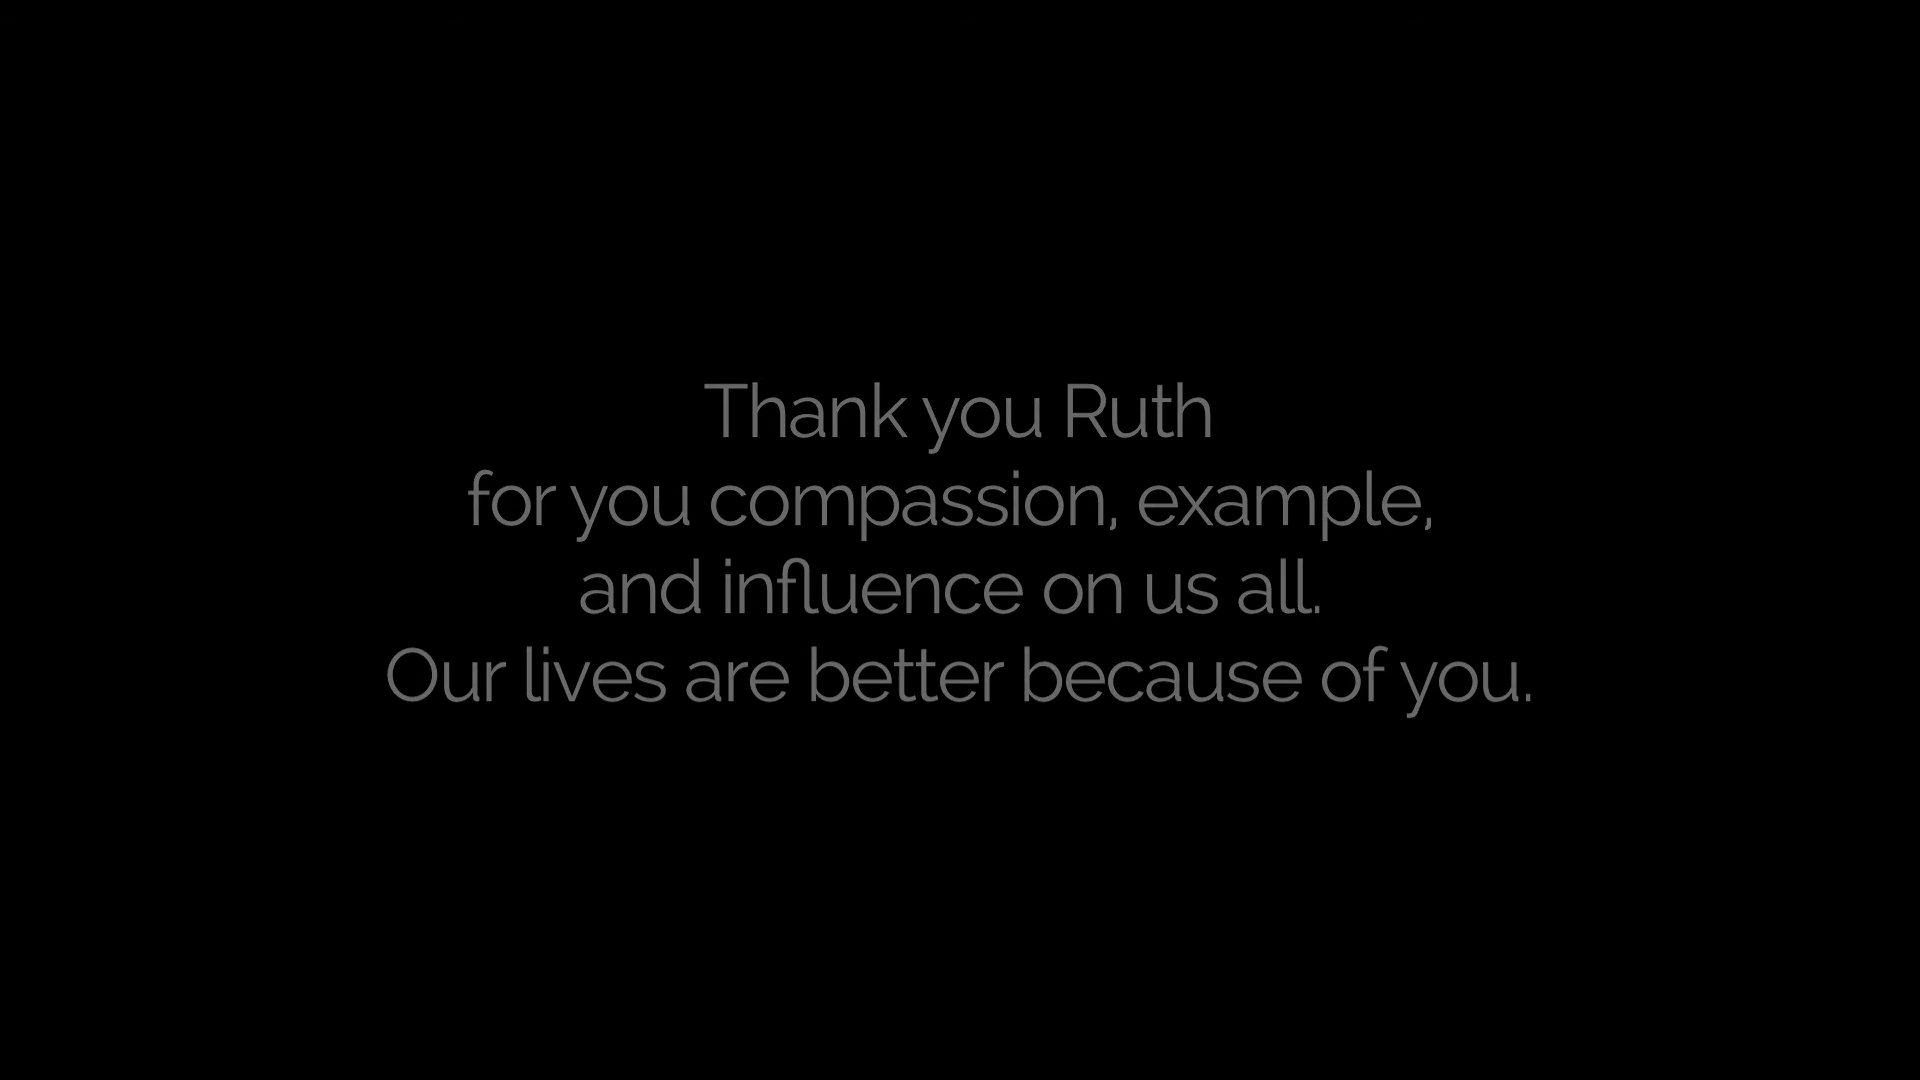 Thank you Ruth
for you compassion, example,
and influence on us all.
Our lives are better because of you.